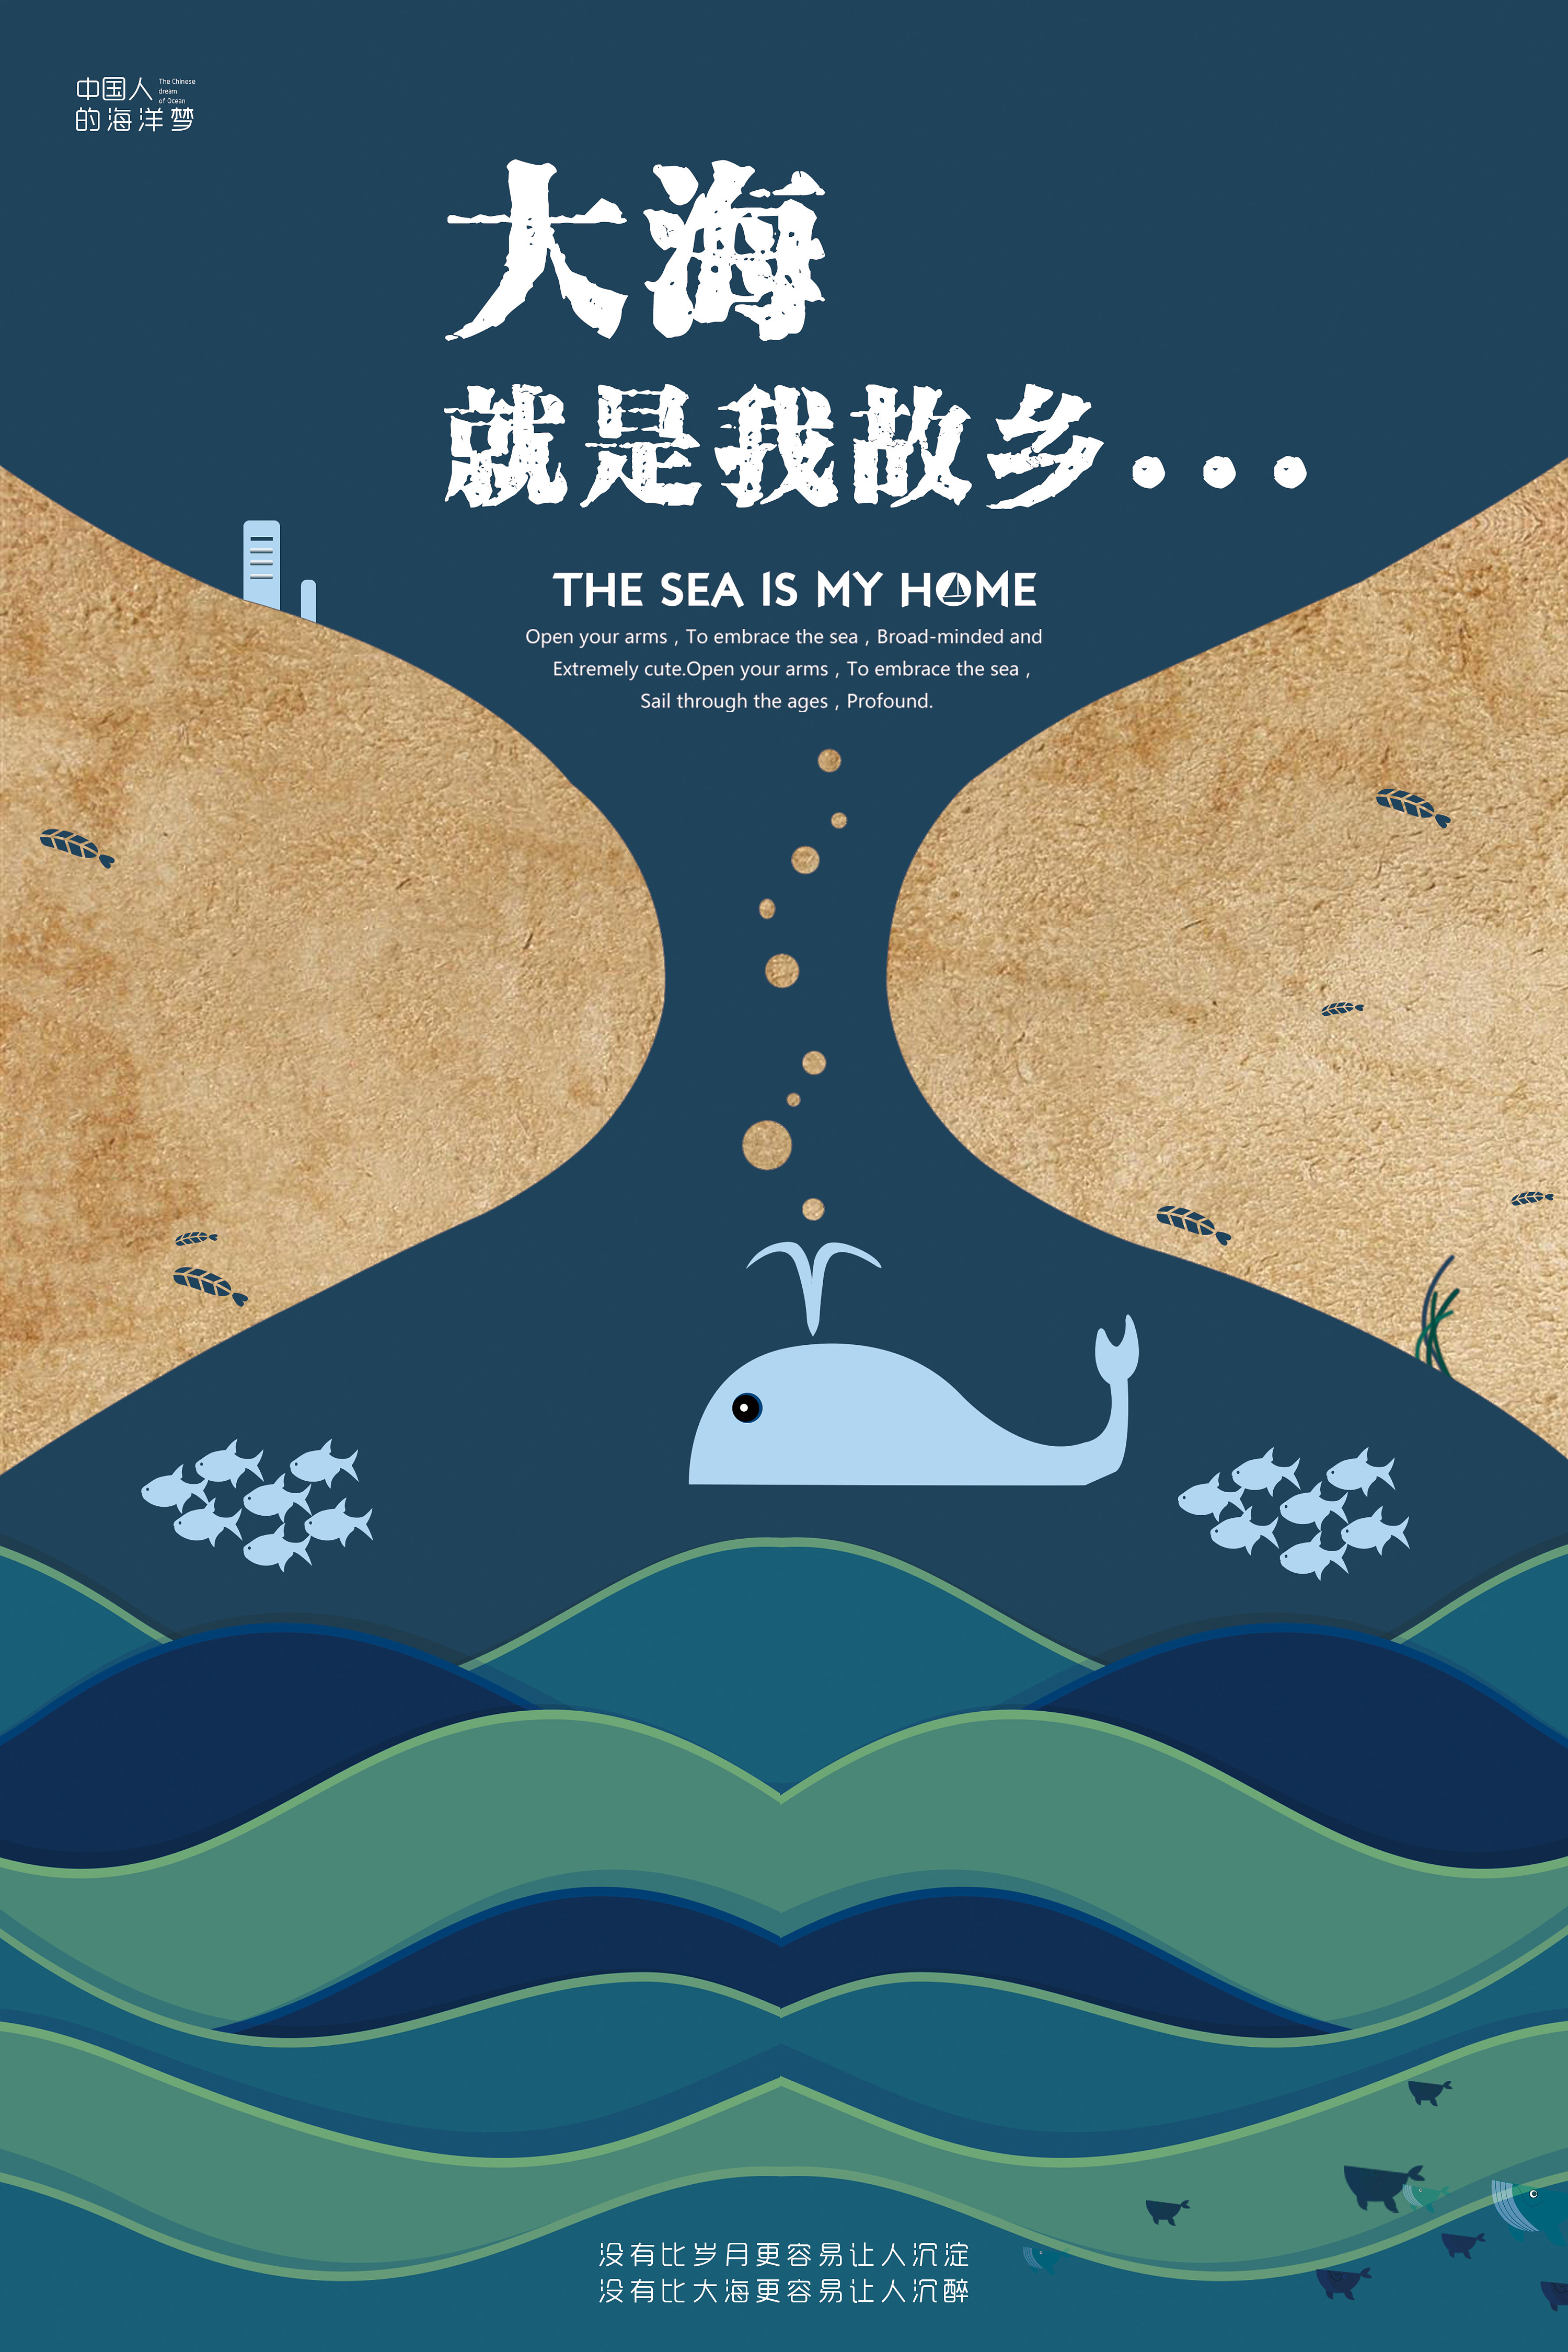 中国人
The Chinese
dream
of Ocean
的海洋梦
大海
就是我故乡...
THE SEA IS MY HOME
Open your arms , To embrace the sea , Broad-minded and
Extremely cute.Open your arms , To embrace the sea ,
Sail through the ages , Profound.
没有比岁月更容易让人沉淀
没有比大海更容易让人沉醉